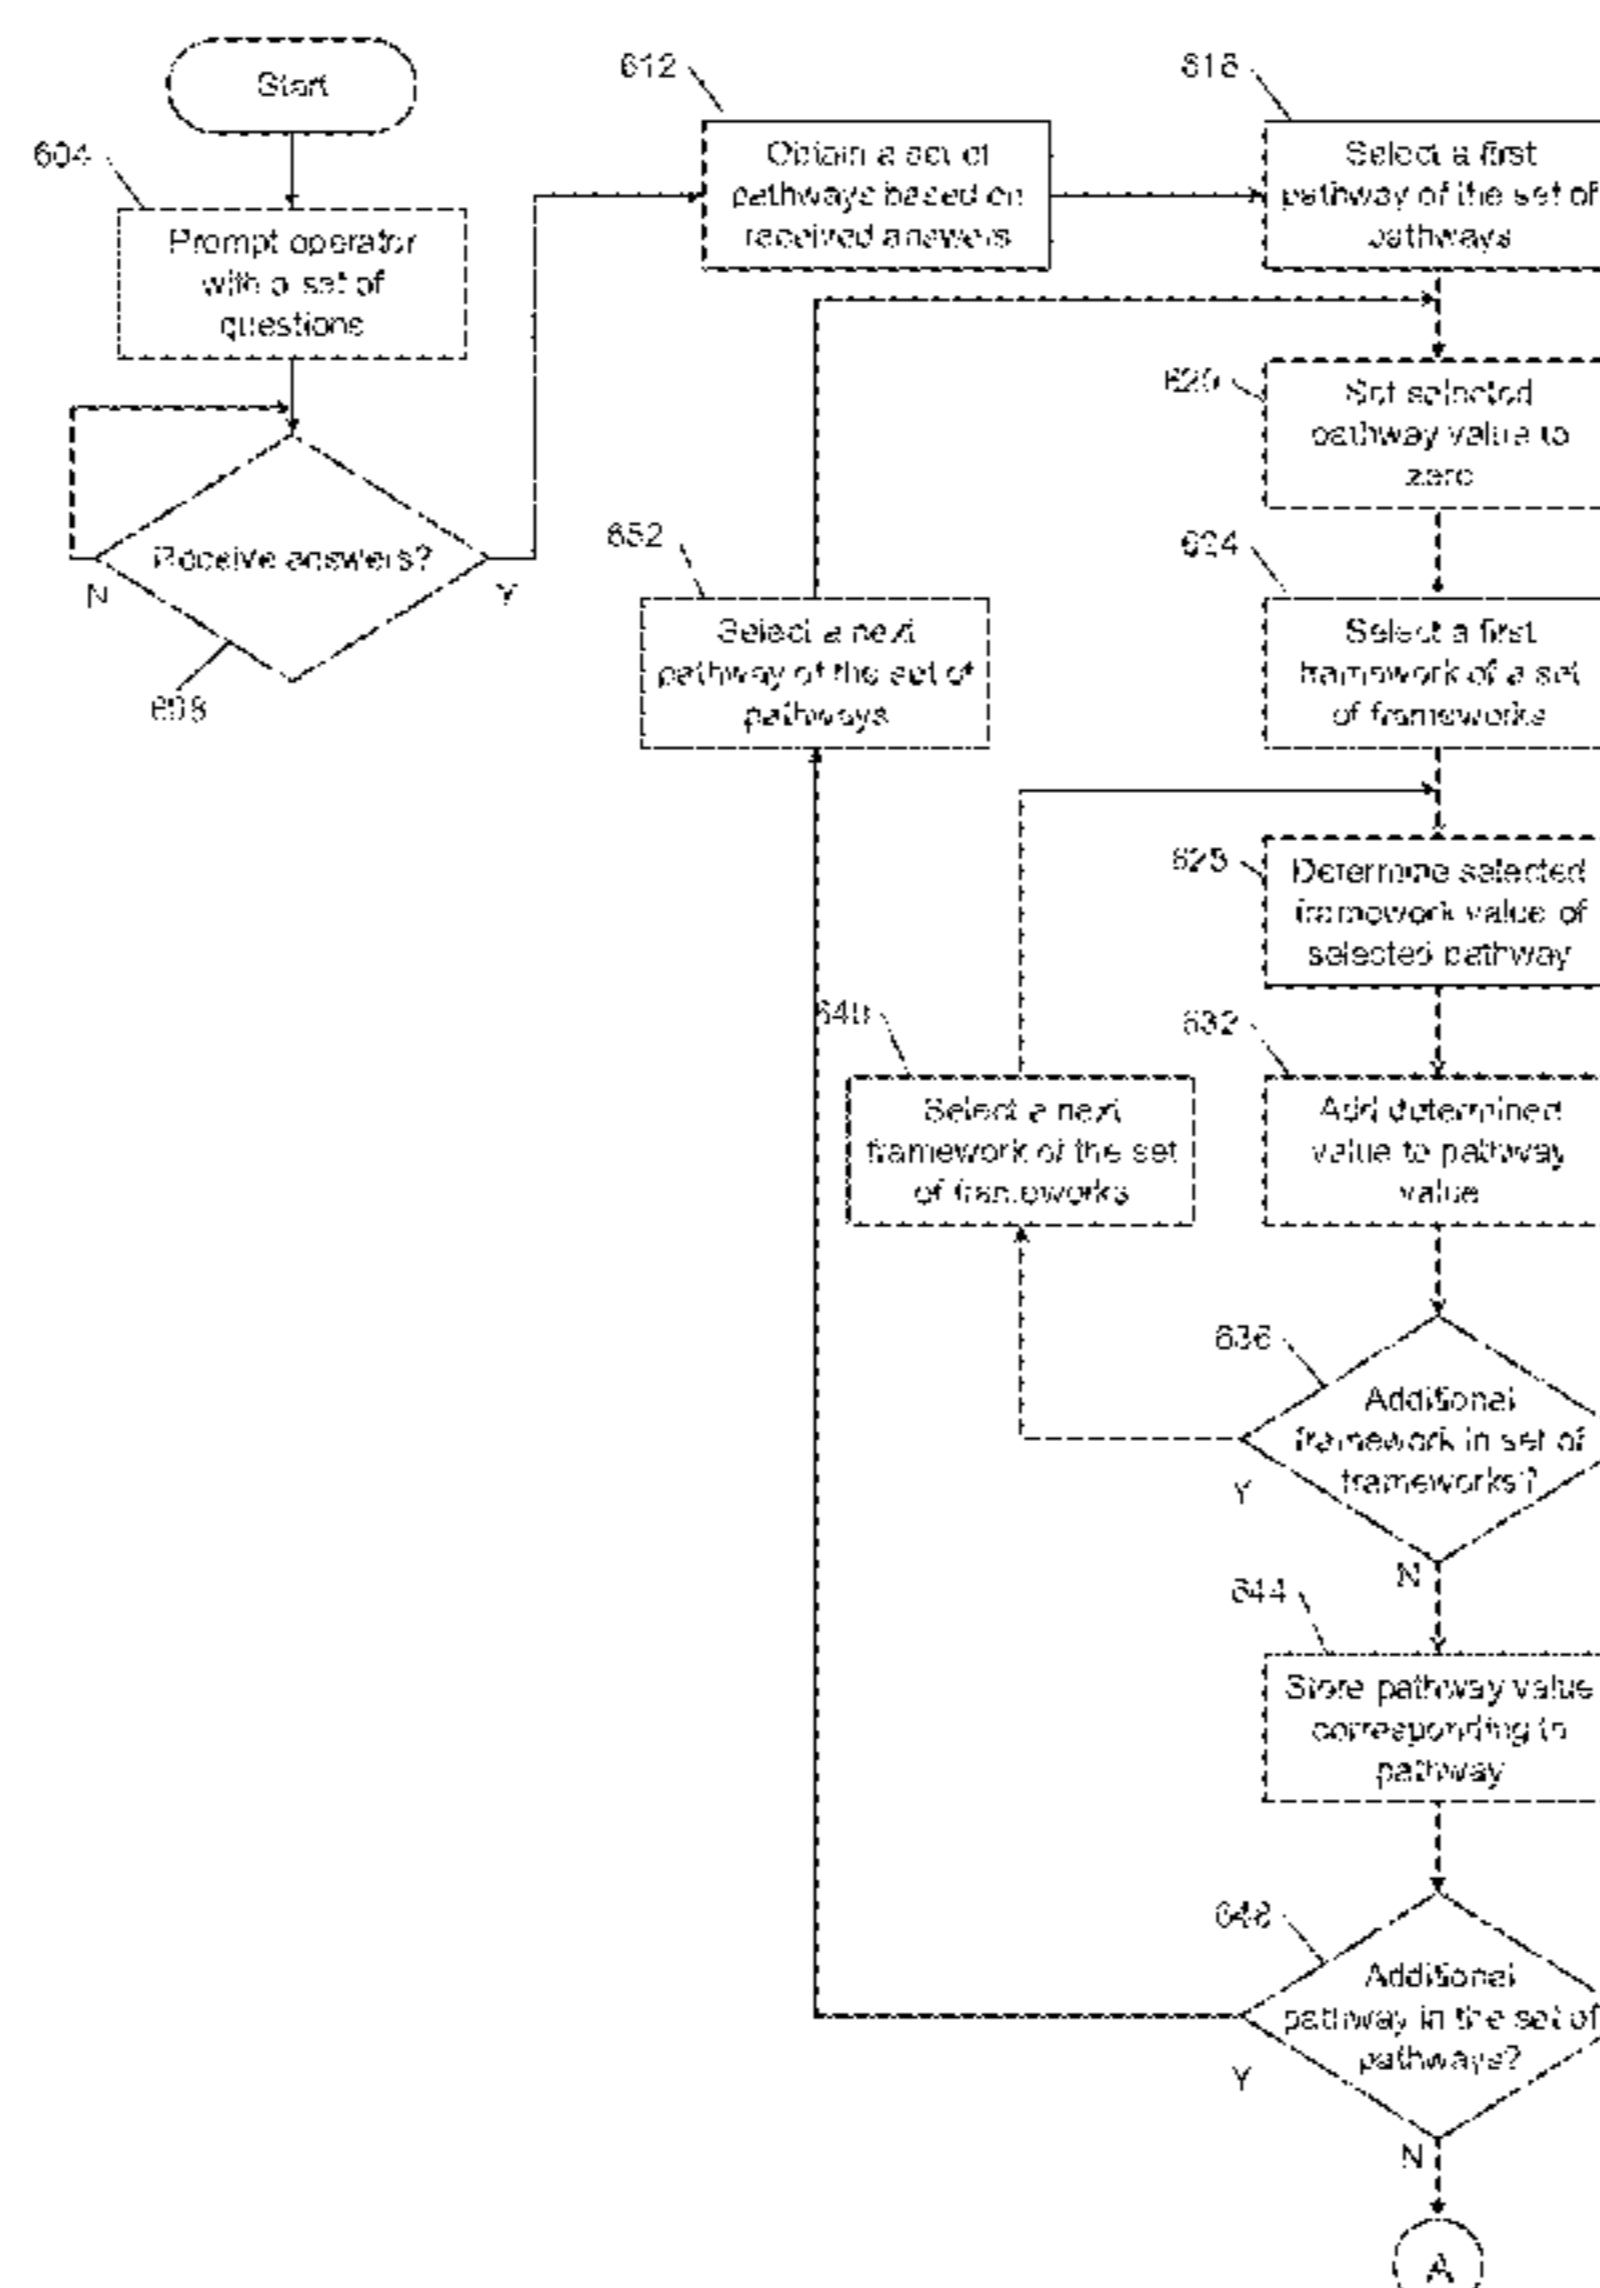 Start
604
Prompt operator
with a set of
questions
Receive answers?
N
Y
608
612
Obtain a set of
pathways based on
received answers
616
Select a first
pathway of the set of
pathways
620
Set selected
pathway value to
zero
652
Select a next
pathway of the set of
pathways
624
Select a first
framework of a set
of frameworks
628
Determine selected
framework value of
selected pathway
640
Select a next
framework of the set
of frameworks
632
Add determined
value to pathway
value
636
Additional
framework in set of
frameworks?
Y
N
644
Store pathway value
corresponding to
pathway
648
Additional
pathway in the set of
pathways?
Y
N
A